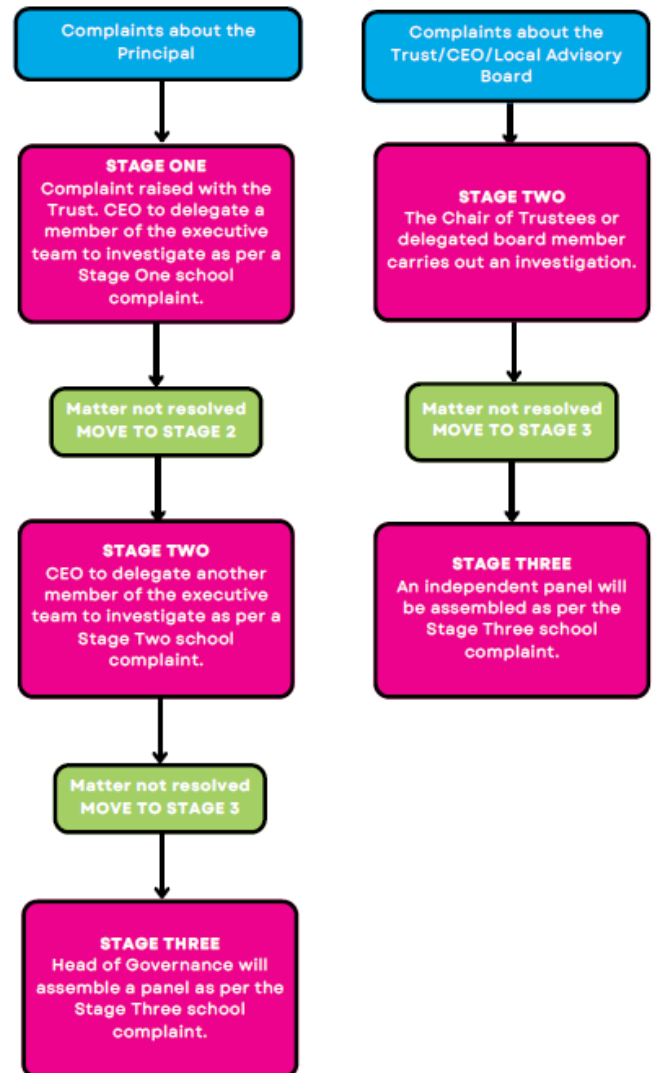 Complaints about the
Principal
STAGE ONE
Complaint raised with the
Trust. CEO to delegate a
member of the executive
team to investigate as per a
Stage One school
complaint.
Matter not resolved
MOVE TO STAGE 2
STAGE TWO
CEO to delegate another
member of the executive
team to investigate as per a
Stage Two school
complaint.
Matter not resolved
MOVE TO STAGE 3
STAGE THREE
Head of Governance will
assemble a panel as per the
Stage Three school
complaint.
Complaints about the
Trust/CEO/Local Advisory
Board
STAGE TWO
The Chair of Trustees or
delegated board member
carries out an investigation.
Matter not resolved
MOVE TO STAGE 3
STAGE THREE
An independent panel will
be assembled as per the
Stage Three school
complaint.